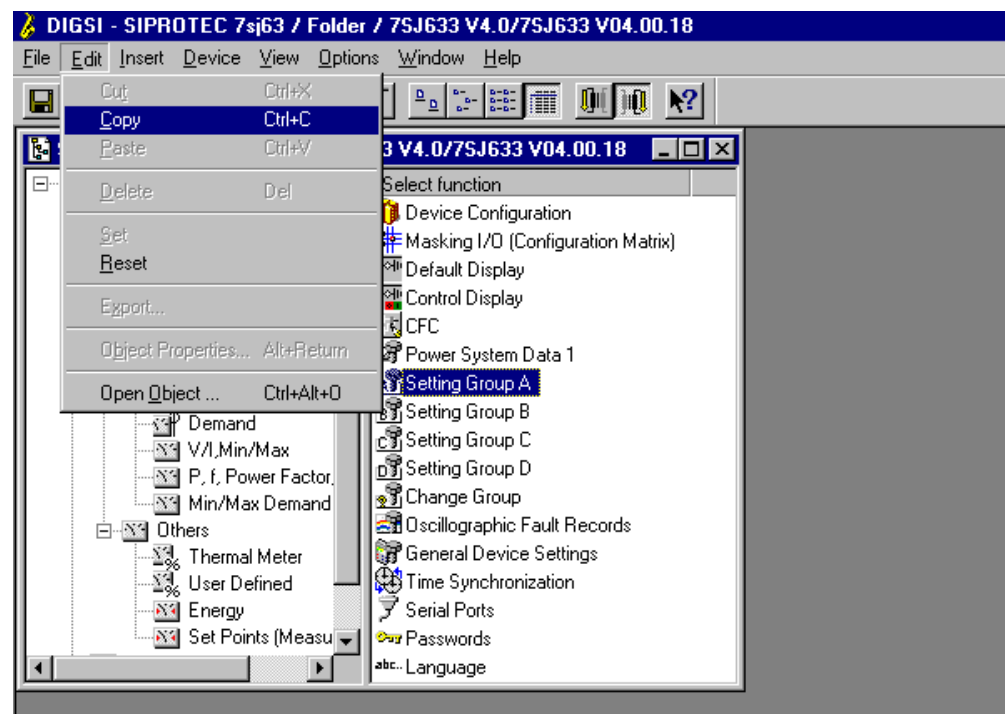 DIGSI - SIPROTEC 7sj63 / Folder / 7SJ633 V4.0/7SJ633 V04.00.18
File Edit Insert Device View Options Window Help
Cut Ctrl+X
Copy Ctrl+C
Paste Ctrl+V
Delete Del
Set
Reset
Export...
Object Properties... Alt+Return
Open Object ... Ctrl+Alt+O
Demand
V/I,Min/Max
P, f, Power Factor,
Min/Max Demand
Others
Thermal Meter
User Defined
Energy
Set Points (Measu
3 V4.0/7SJ633 V04.00.18
Select function
Device Configuration
Masking I/O (Configuration Matrix)
Default Display
Control Display
CFC
Power System Data 1
Setting Group A
Setting Group B
Setting Group C
Setting Group D
Change Group
Oscillographic Fault Records
General Device Settings
Time Synchronization
Serial Ports
Passwords
abc.. Language